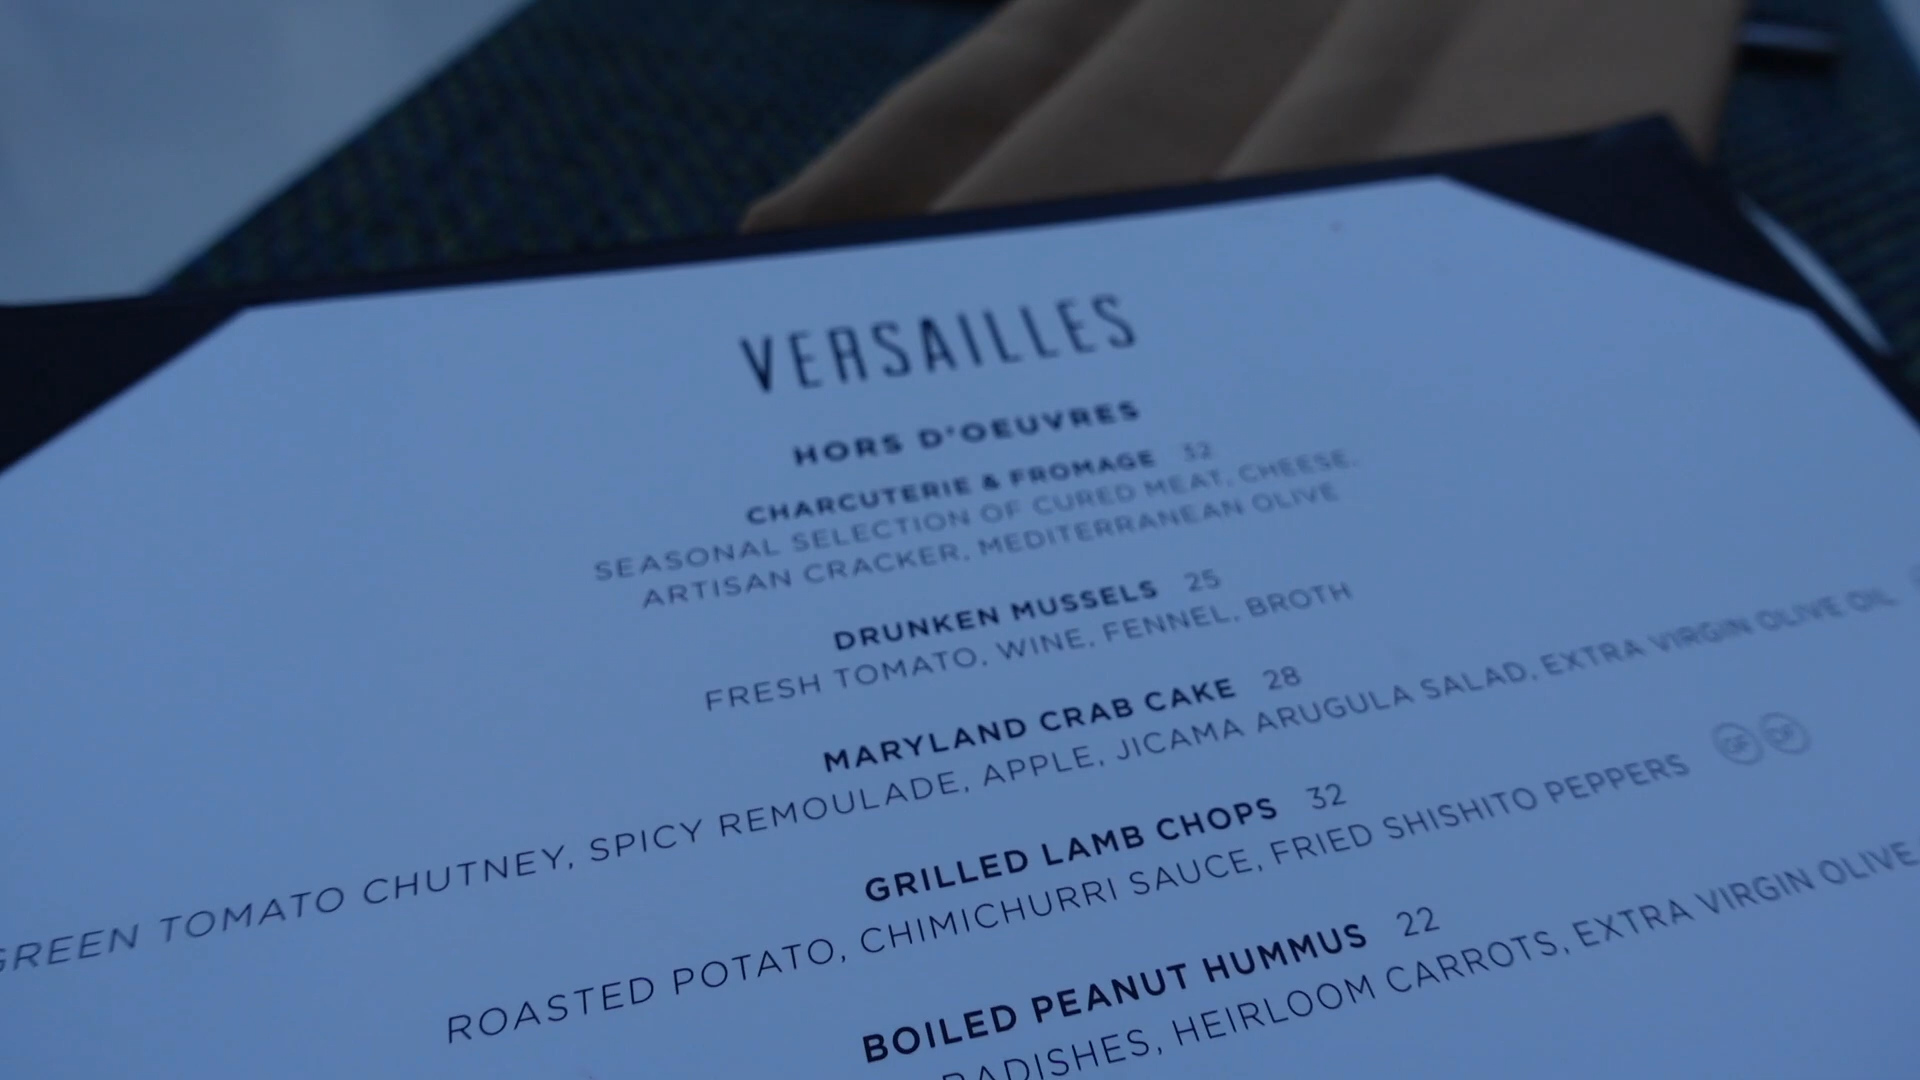 VERSAILLES
HORS D'OEUVRES
CHARCUTERIE & FROMAGE 32
SEASONAL SELECTION OF CURED MEAT, CHEESE,
ARTISAN CRACKER, MEDITERRANEAN OLIVE
DRUNKEN MUSSELS 25
FRESH TOMATO, WINE, FENNEL, BROTH
MARYLAND CRAB CAKE 28
GREEN TOMATO CHUTNEY, SPICY REMOULADE, APPLE, JICAMA ARUGULA SALAD, EXTRA VIRGIN OLIVE OIL
GRILLED LAMB CHOPS 32
ROASTED POTATO, CHIMICHURRI SAUCE, FRIED SHISHITO PEPPERS
BOILED PEANUT HUMMUS 22
RADISHES, HEIRLOOM CARROTS, EXTRA VIRGIN OLIVE